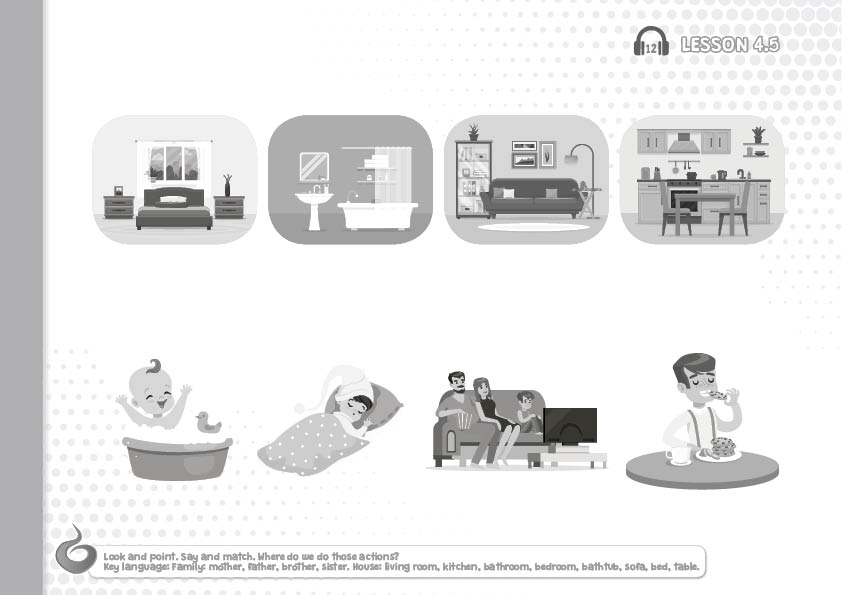 12 LESSON 4.5
Look and point. Say and match. Where do we do those actions?
Key language: Family: mother, father, brother, sister. House: living room, kitchen, bathroom, bedroom, bathtub, sofa, bed, table.